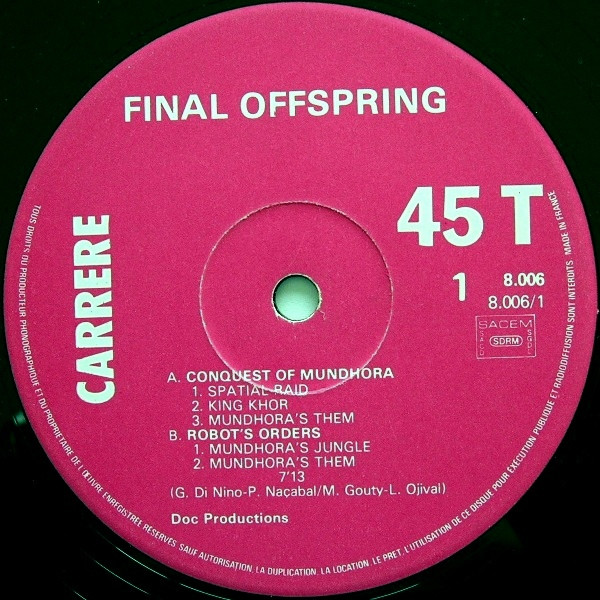 FINAL OFFSPRING
CARRERE
45 T
1
8.006
8.006/1
SACEM
SDRM
A. CONQUEST OF MUNDHORA
1. SPATIAL RAID
2. KING KHOR
3. MUNDHORA'S THEM
B. ROBOT'S ORDERS
1. MUNDHORA'S JUNGLE
2. MUNDHORA'S THEM
7'13
(G. Di Nino-P. Naçabal/M. Gouty-L. Ojival)
Doc Productions
TOUS DROITS DU PRODUCTEUR PHONOGRAPHIQUE ET DU PROPRIETAIRE DE L'ŒUVRE ENREGISTREE RESERVES. SAUF AUTORISATION, LA DUPLICATION, LA LOCATION, LE PRET, L'UTILISATION DE CE DISQUE POUR EXECUTION PUBLIQUE ET RADIODIFFUSION SONT INTERDITS. MADE IN FRANCE